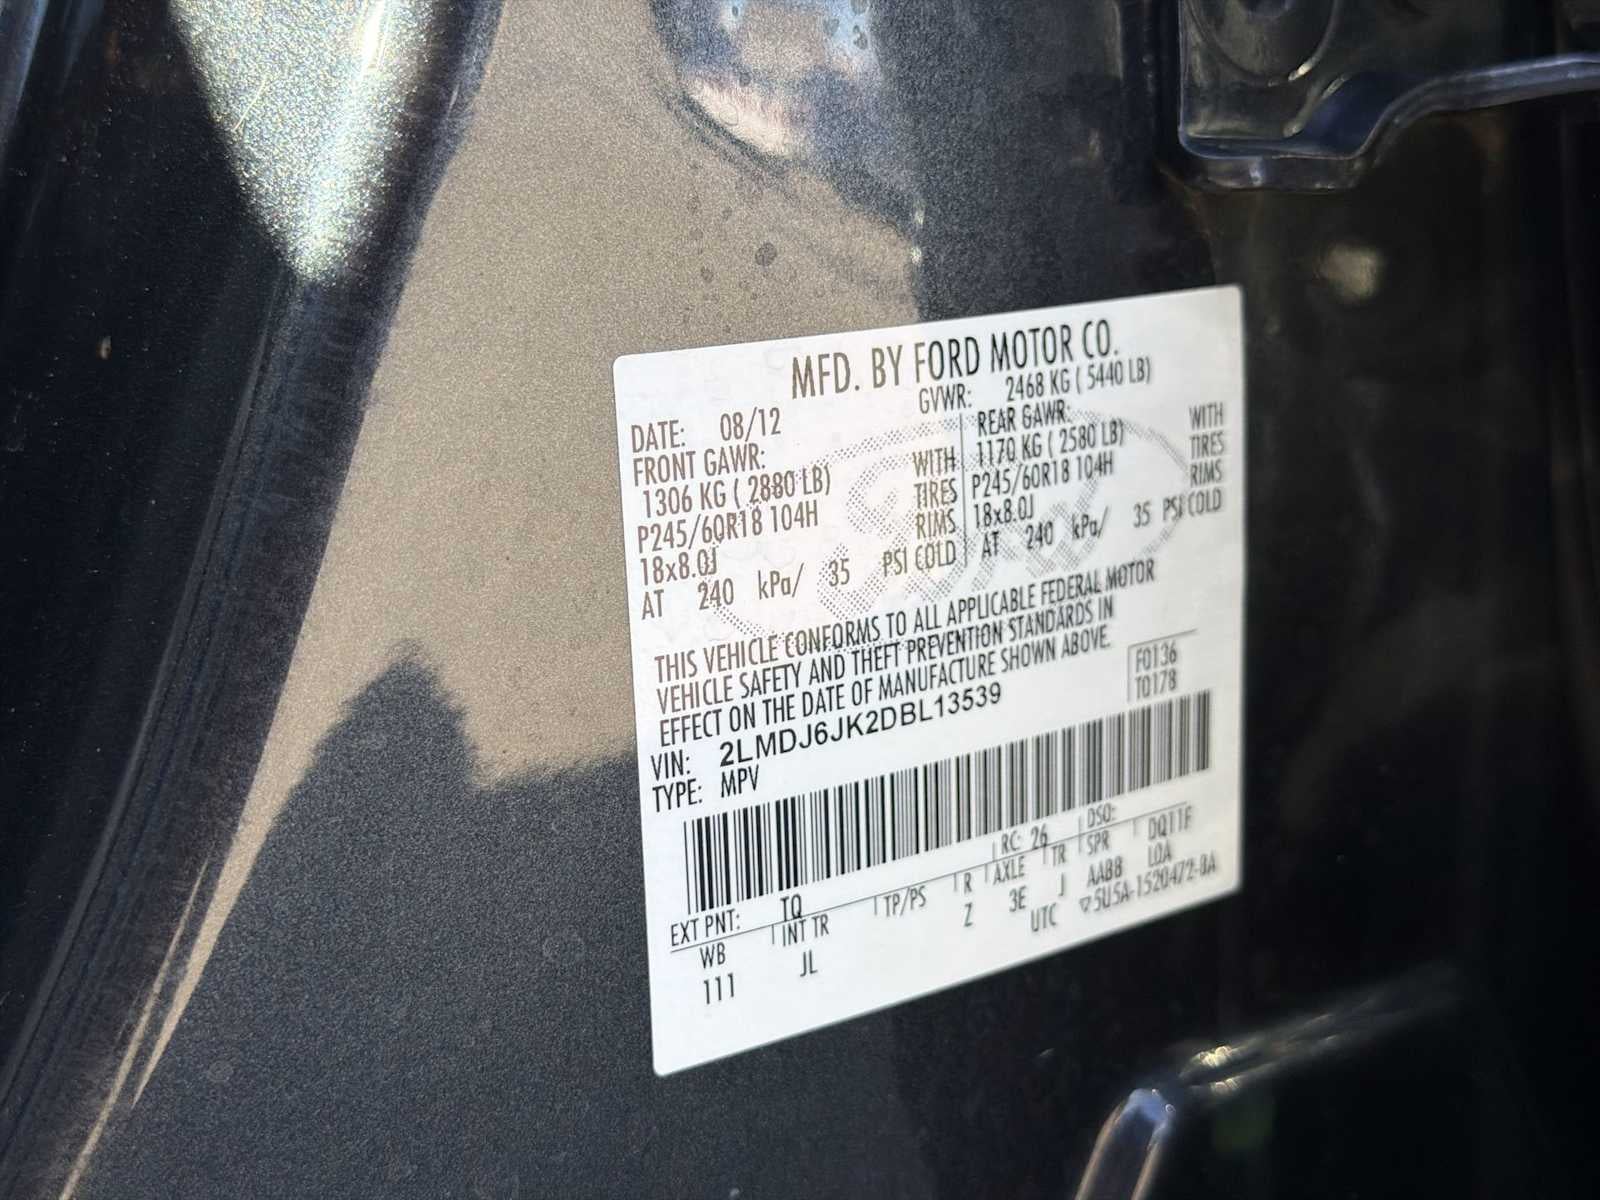 MFD. BY FORD MOTOR CO.
DATE: 08/12 GVWR: 2468 KG ( 5440 LB)
FRONT GAWR: REAR GAWR:
1306 KG ( 2880 LB) WITH 1170 KG ( 2580 LB) WITH
P245/60R18 104H TIRES P245/60R18 104H TIRES
18x8.0J RIMS 18x8.0J RIMS
AT 240 kPa/ 35 PSI COLD AT 240 kPa/ 35 PSI COLD
THIS VEHICLE CONFORMS TO ALL APPLICABLE FEDERAL MOTOR
VEHICLE SAFETY AND THEFT PREVENTION STANDARDS IN
EFFECT ON THE DATE OF MANUFACTURE SHOWN ABOVE.
F0136
T0178
VIN: 2LMDJ6JK2DBL13539
TYPE: MPV
EXT PNT: TQ RC: 26 DSO:
WB INT TR TP/PS R AXLE TR SPR DQ11F
111 JL Z 3E J AABB LOA
UTC ▽5U5A-1520472-BA
Ford